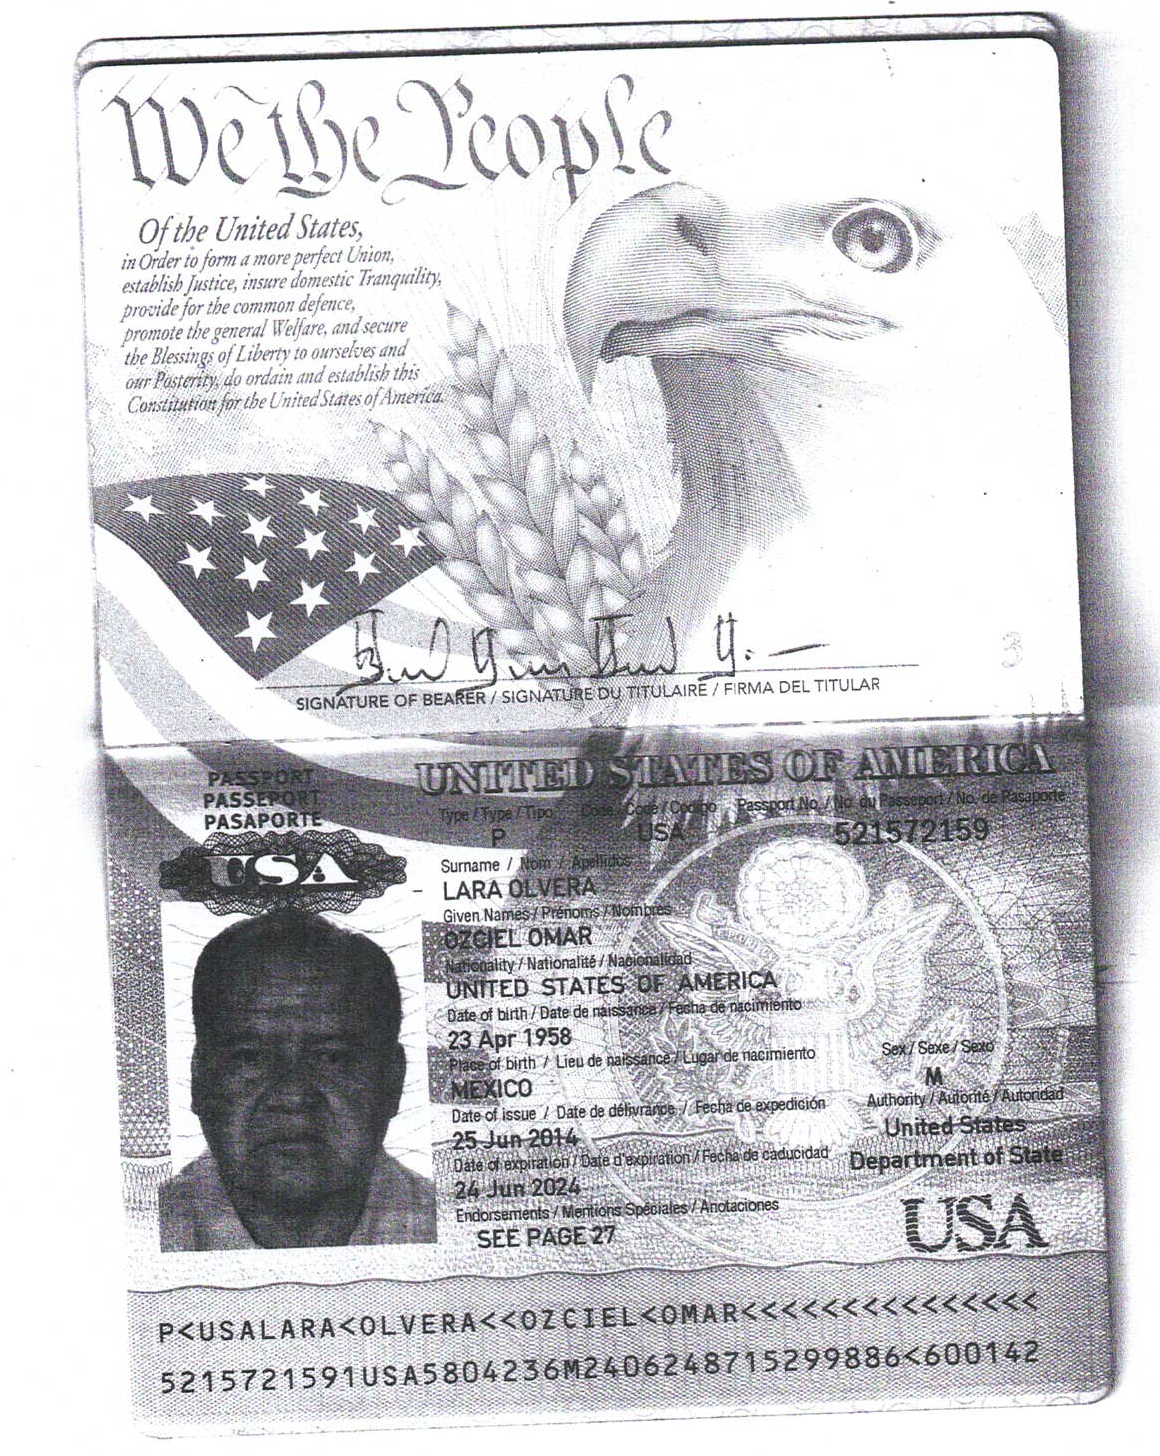 We the People
Of the United States,
in Order to form a more perfect Union,
establish Justice, insure domestic Tranquility,
provide for the common defence,
promote the general Welfare, and secure
the Blessings of Liberty to ourselves and
our Posterity, do ordain and establish this
Constitution for the United States of America.
3
SIGNATURE OF BEARER / SIGNATURE DU TITULAIRE / FIRMA DEL TITULAR
PASSPORT
PASSEPORT
PASAPORTE
USA
UNITED STATES OF AMERICA
Type / Type / Tipo Code / Code / Codigo Passport No. / No. du Passeport / No. de Pasaporte
P USA 521572159
Surname / Nom / Apellidos
LARA OLVERA
Given Names / Prénoms / Nombres
OZCIEL OMAR
Nationality / Nationalité / Nacionalidad
UNITED STATES OF AMERICA
Date of birth / Date de naissance / Fecha de nacimiento
23 Apr 1958
Place of birth / Lieu de naissance / Lugar de nacimiento
MEXICO
Sex / Sexe / Sexo
M
Date of issue / Date de délivrance / Fecha de expedición
25 Jun 2014
Authority / Autorité / Autoridad
United States
Department of State
Date of expiration / Date d'expiration / Fecha de caducidad
24 Jun 2024
Endorsements / Mentions Spéciales / Anotaciones
SEE PAGE 27
USA
P<USALARA<OLVERA<<OZCIEL<OMAR<<<<<<<<<<<<<<<
5215721591USA5804236M2406248715299886<600142